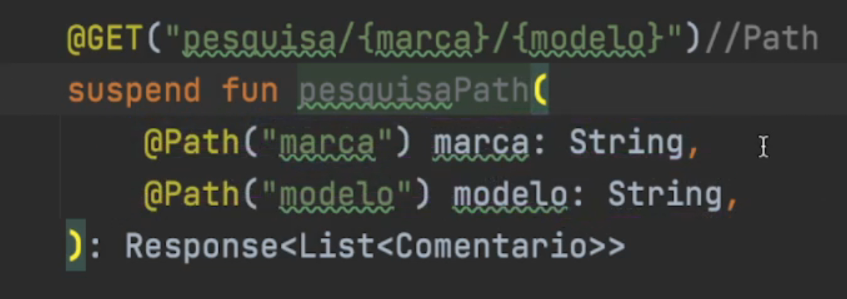 @GET("pesquisa/{marca}/{modelo}")//Path
suspend fun pesquisaPath(
@Path("marca") marca: String,
@Path("modelo") modelo: String,
): Response<List<Comentario>>